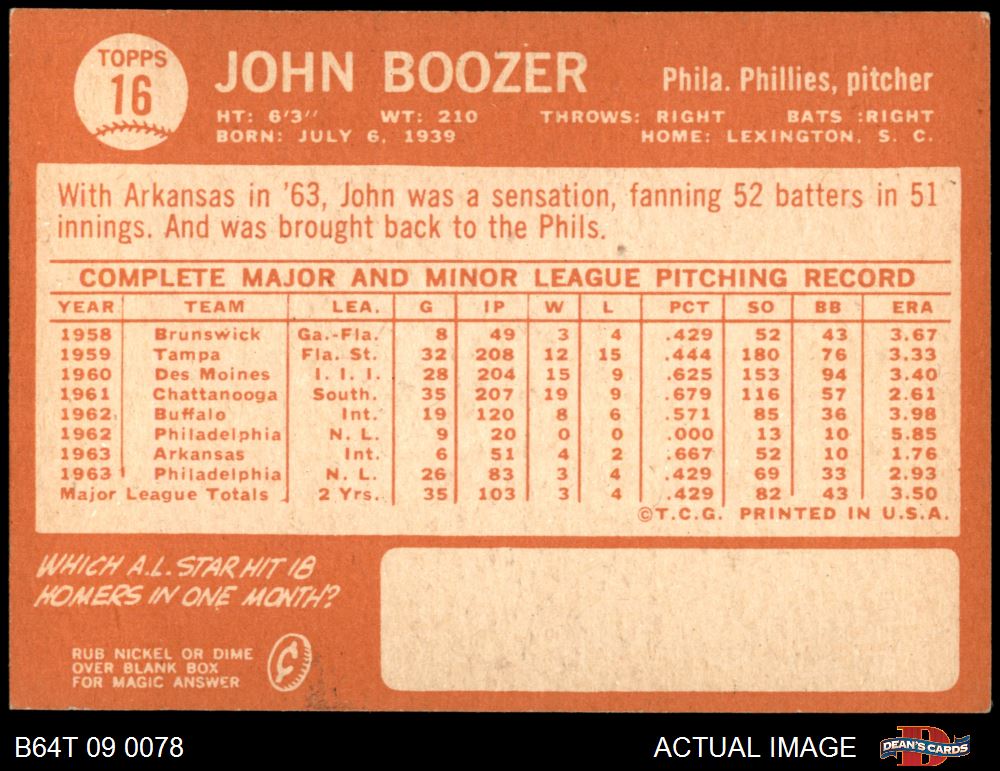 TOPPS
16
JOHN BOOZER Phila. Phillies, pitcher
HT: 6'3" WT: 210 THROWS: RIGHT BATS :RIGHT
BORN: JULY 6, 1939 HOME: LEXINGTON, S. C.
With Arkansas in '63, John was a sensation, fanning 52 batters in 51
innings. And was brought back to the Phils.
COMPLETE MAJOR AND MINOR LEAGUE PITCHING RECORD
YEAR TEAM LEA. G IP W L PCT SO BB ERA
1958 Brunswick Ga.-Fla. 8 49 3 4 .429 52 43 3.67
1959 Tampa Fla. St. 32 208 12 15 .444 180 76 3.33
1960 Des Moines I. I. I. 28 204 15 9 .625 153 94 3.40
1961 Chattanooga South. 35 207 19 9 .679 116 57 2.61
1962 Buffalo Int. 19 120 8 6 .571 85 36 3.98
1962 Philadelphia N. L. 9 20 0 0 .000 13 10 5.85
1963 Arkansas Int. 6 51 4 2 .667 52 10 1.76
1963 Philadelphia N. L. 26 83 3 4 .429 69 33 2.93
Major League Totals 2 Yrs. 35 103 3 4 .429 82 43 3.50
©T.C.G. PRINTED IN U.S.A.
WHICH A.L. STAR HIT 18
HOMERS IN ONE MONTH?
RUB NICKEL OR DIME
OVER BLANK BOX
FOR MAGIC ANSWER
¢
B64T 09 0078 ACTUAL IMAGE DEAN'S CARDS